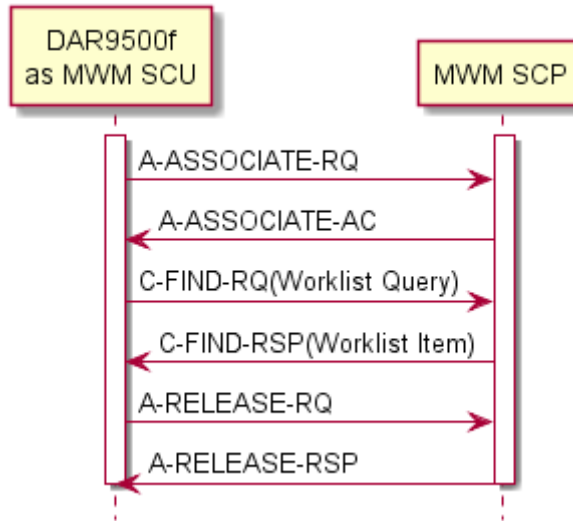 DAR9500f
as MWM SCU
MWM SCP
A-ASSOCIATE-RQ
A-ASSOCIATE-AC
C-FIND-RQ(Worklist Query)
C-FIND-RSP(Worklist Item)
A-RELEASE-RQ
A-RELEASE-RSP